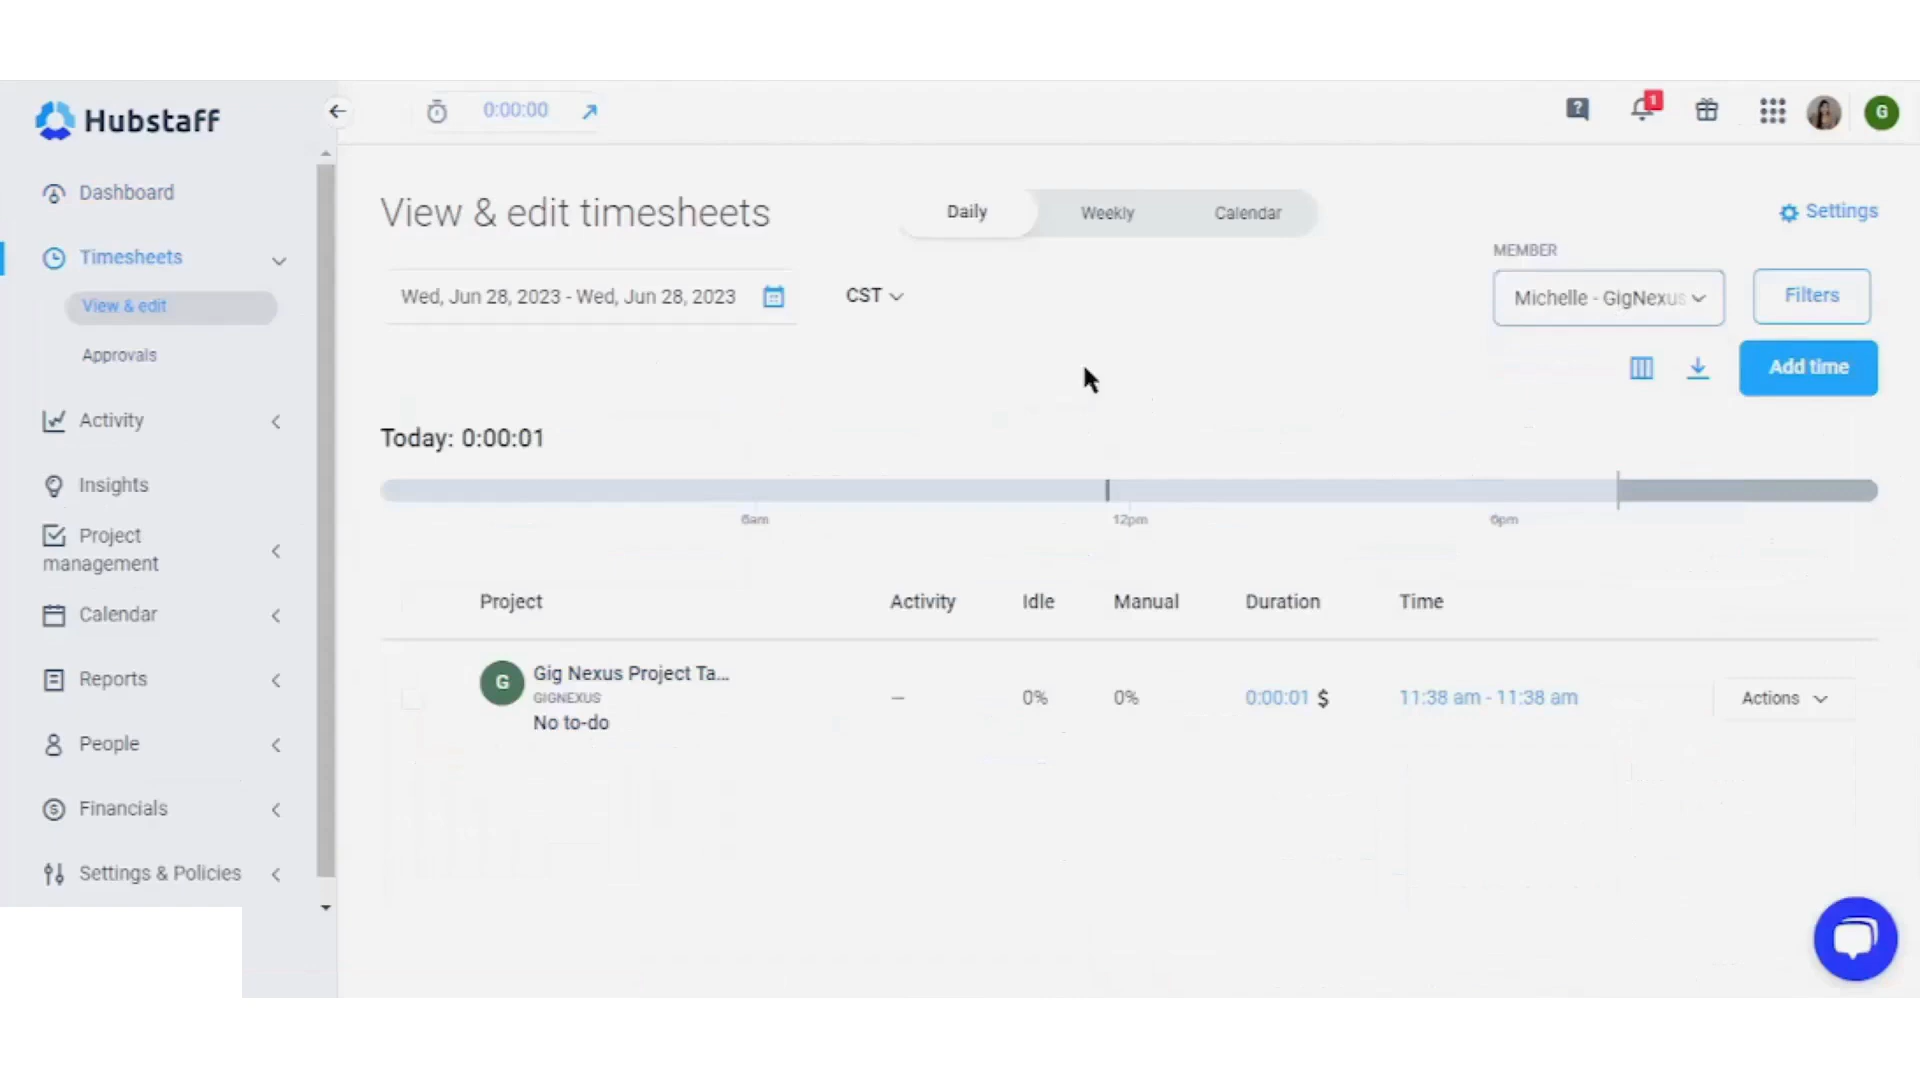 Hubstaff
0:00:00
?
1
G
Dashboard
Timesheets
View & edit
Approvals
Activity
Insights
Project
management
Calendar
Reports
People
Financials
Settings & Policies
View & edit timesheets
Daily
Weekly
Calendar
Settings
MEMBER
Wed, Jun 28, 2023 - Wed, Jun 28, 2023
CST
Michelle - GigNexus
Filters
Add time
Today: 0:00:01
6am
12pm
6pm
Project
Activity
Idle
Manual
Duration
Time
G
Gig Nexus Project Ta...
GIGNEXUS
No to-do
—
0%
0%
0:00:01 $
11:38 am - 11:38 am
Actions